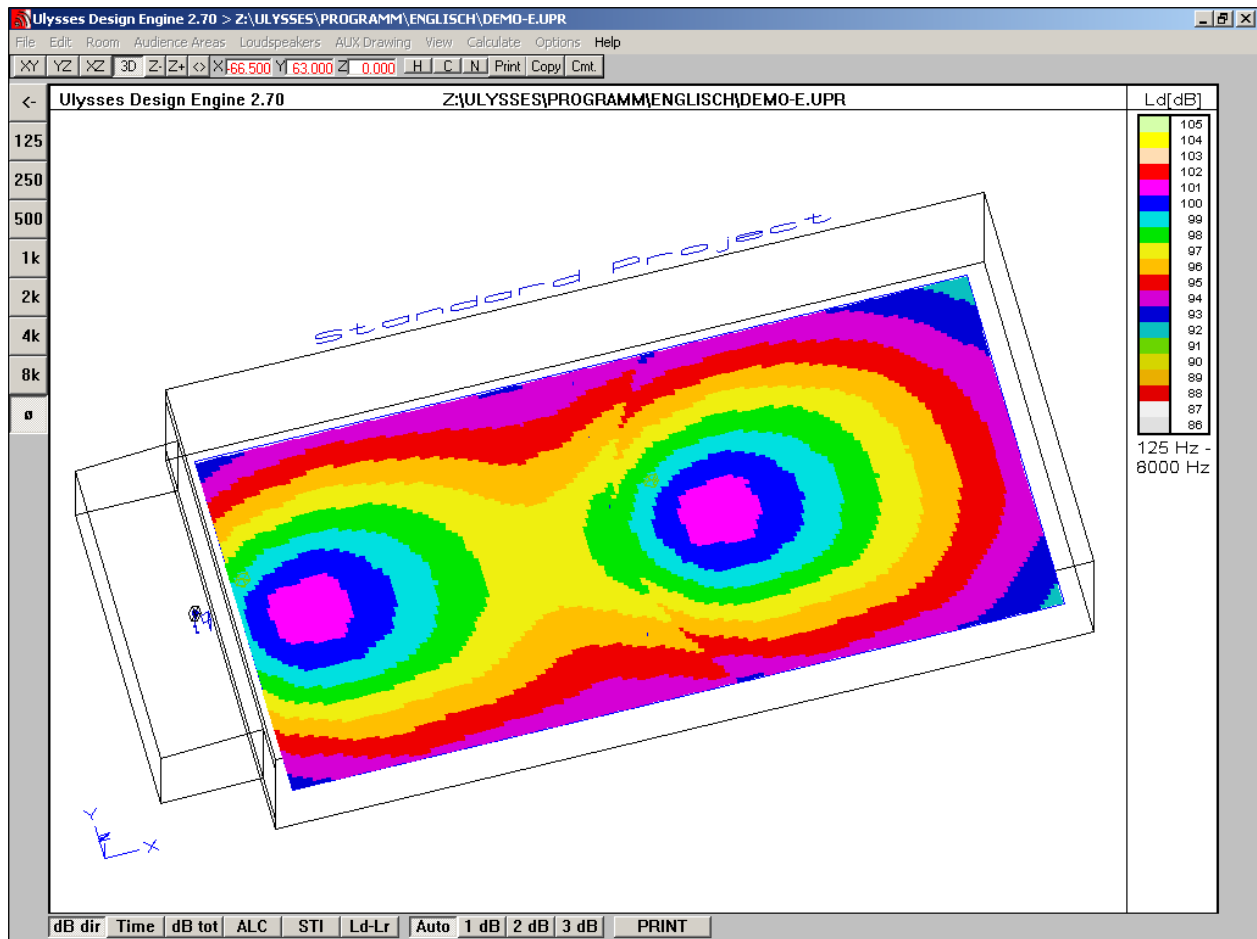 Ulysses Design Engine 2.70 > Z:\ULYSSES\PROGRAMM\ENGLISCH\DEMO-E.UPR
File Edit Room Audience Areas Loudspeakers AUX Drawing View Calculate Options Help
XY YZ XZ 3D Z- Z+ <> X -66.500 Y 63.000 Z 0.000 H C N Print Copy Cmt.
<- Ulysses Design Engine 2.70 Z:\ULYSSES\PROGRAMM\ENGLISCH\DEMO-E.UPR Ld[dB]
125
250
500
1k
2k
4k
8k
ø
Standard Project
105
104
103
102
101
100
99
98
97
96
95
94
93
92
91
90
89
88
87
86
125 Hz -
8000 Hz
Y
X
dB dir Time dB tot ALC STI Ld-Lr Auto 1 dB 2 dB 3 dB PRINT